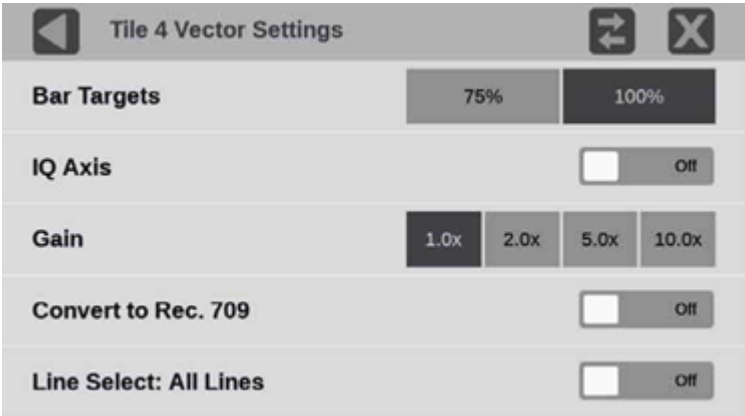 Tile 4 Vector Settings
Bar Targets 75% 100%
IQ Axis Off
Gain 1.0x 2.0x 5.0x 10.0x
Convert to Rec. 709 Off
Line Select: All Lines Off